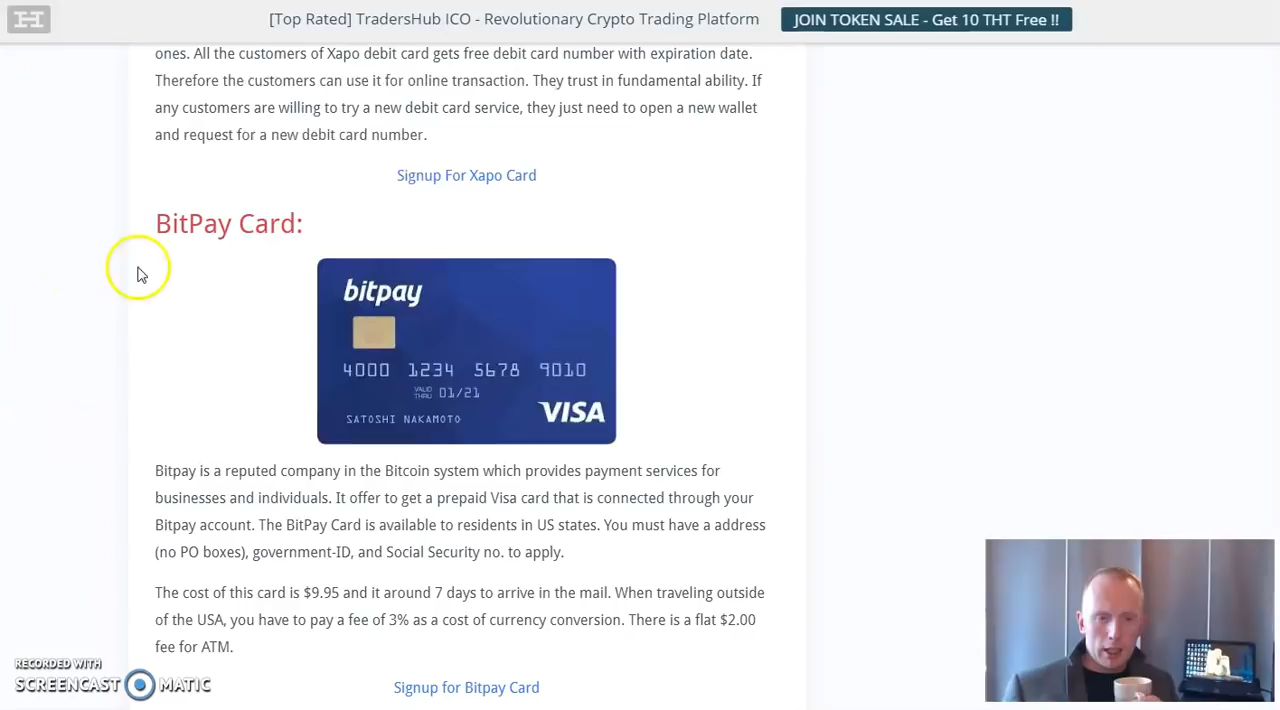 [Top Rated] TradersHub ICO - Revolutionary Crypto Trading Platform
JOIN TOKEN SALE - Get 10 THT Free !!
ones. All the customers of Xapo debit card gets free debit card number with expiration date.
Therefore the customers can use it for online transaction. They trust in fundamental ability. If
any customers are willing to try a new debit card service, they just need to open a new wallet
and request for a new debit card number.
Signup For Xapo Card
BitPay Card:
bitpay
4000 1234 5678 9010
VALID
THRU 01/21
SATOSHI NAKAMOTO
VISA
Bitpay is a reputed company in the Bitcoin system which provides payment services for
businesses and individuals. It offer to get a prepaid Visa card that is connected through your
Bitpay account. The BitPay Card is available to residents in US states. You must have a address
(no PO boxes), government-ID, and Social Security no. to apply.
The cost of this card is $9.95 and it around 7 days to arrive in the mail. When traveling outside
of the USA, you have to pay a fee of 3% as a cost of currency conversion. There is a flat $2.00
fee for ATM.
Signup for Bitpay Card
RECORDED WITH
SCREENCAST MATIC